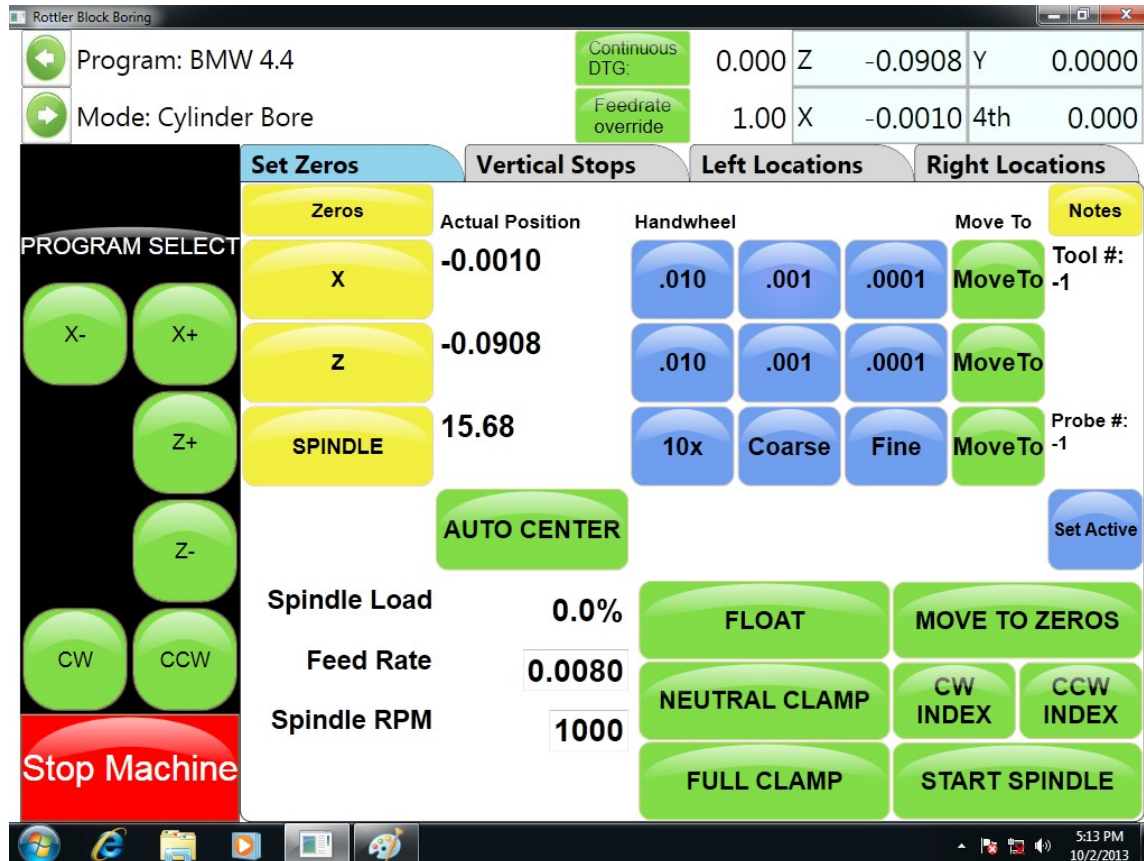 Rottler Block Boring
Program: BMW 4.4
Continuous DTG: 0.000 Z -0.0908 Y 0.0000
Mode: Cylinder Bore
Feedrate override 1.00 X -0.0010 4th 0.000
Set Zeros Vertical Stops Left Locations Right Locations
PROGRAM SELECT
X- X+
Z+
Z-
CW CCW
Stop Machine
Zeros Actual Position Handwheel Move To Notes
X -0.0010 .010 .001 .0001 MoveTo
Tool #:
-1
Z -0.0908 .010 .001 .0001 MoveTo
SPINDLE 15.68 10x Coarse Fine MoveTo
Probe #:
-1
AUTO CENTER Set Active
Spindle Load 0.0%
Feed Rate 0.0080
Spindle RPM 1000
FLOAT MOVE TO ZEROS
NEUTRAL CLAMP CW INDEX CCW INDEX
FULL CLAMP START SPINDLE
5:13 PM
10/2/2013